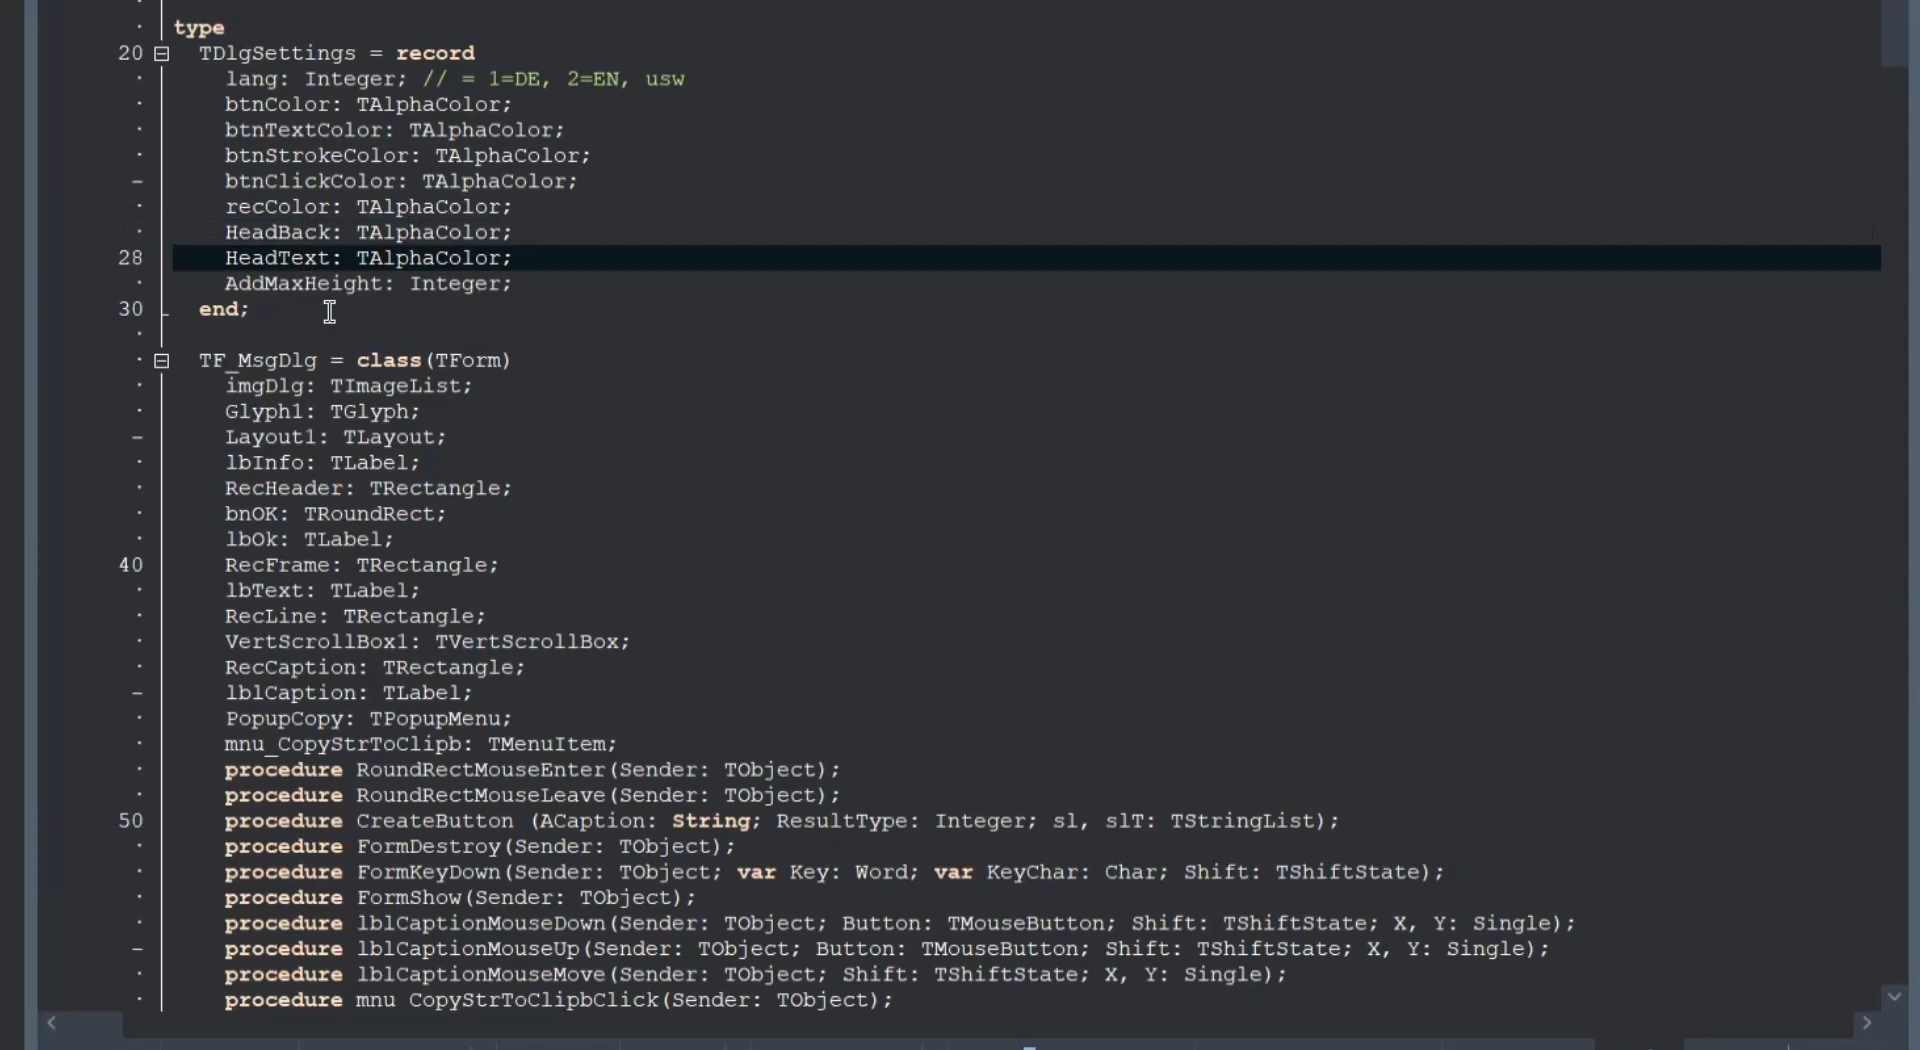 type
20 TDlgSettings = record
lang: Integer; // = 1=DE, 2=EN, usw
btnColor: TAlphaColor;
btnTextColor: TAlphaColor;
btnStrokeColor: TAlphaColor;
btnClickColor: TAlphaColor;
recColor: TAlphaColor;
HeadBack: TAlphaColor;
28 HeadText: TAlphaColor;
AddMaxHeight: Integer;
30 end;
TF_MsgDlg = class(TForm)
imgDlg: TImageList;
Glyph1: TGlyph;
Layout1: TLayout;
lbInfo: TLabel;
RecHeader: TRectangle;
bnOK: TRoundRect;
lbOk: TLabel;
40 RecFrame: TRectangle;
lbText: TLabel;
RecLine: TRectangle;
VertScrollBox1: TVertScrollBox;
RecCaption: TRectangle;
lblCaption: TLabel;
PopupCopy: TPopupMenu;
mnu_CopyStrToClipb: TMenuItem;
procedure RoundRectMouseEnter(Sender: TObject);
procedure RoundRectMouseLeave(Sender: TObject);
50 procedure CreateButton (ACaption: String; ResultType: Integer; sl, slT: TStringList);
procedure FormDestroy(Sender: TObject);
procedure FormKeyDown(Sender: TObject; var Key: Word; var KeyChar: Char; Shift: TShiftState);
procedure FormShow(Sender: TObject);
procedure lblCaptionMouseDown(Sender: TObject; Button: TMouseButton; Shift: TShiftState; X, Y: Single);
procedure lblCaptionMouseUp(Sender: TObject; Button: TMouseButton; Shift: TShiftState; X, Y: Single);
procedure lblCaptionMouseMove(Sender: TObject; Shift: TShiftState; X, Y: Single);
procedure mnu CopyStrToClipbClick(Sender: TObject);